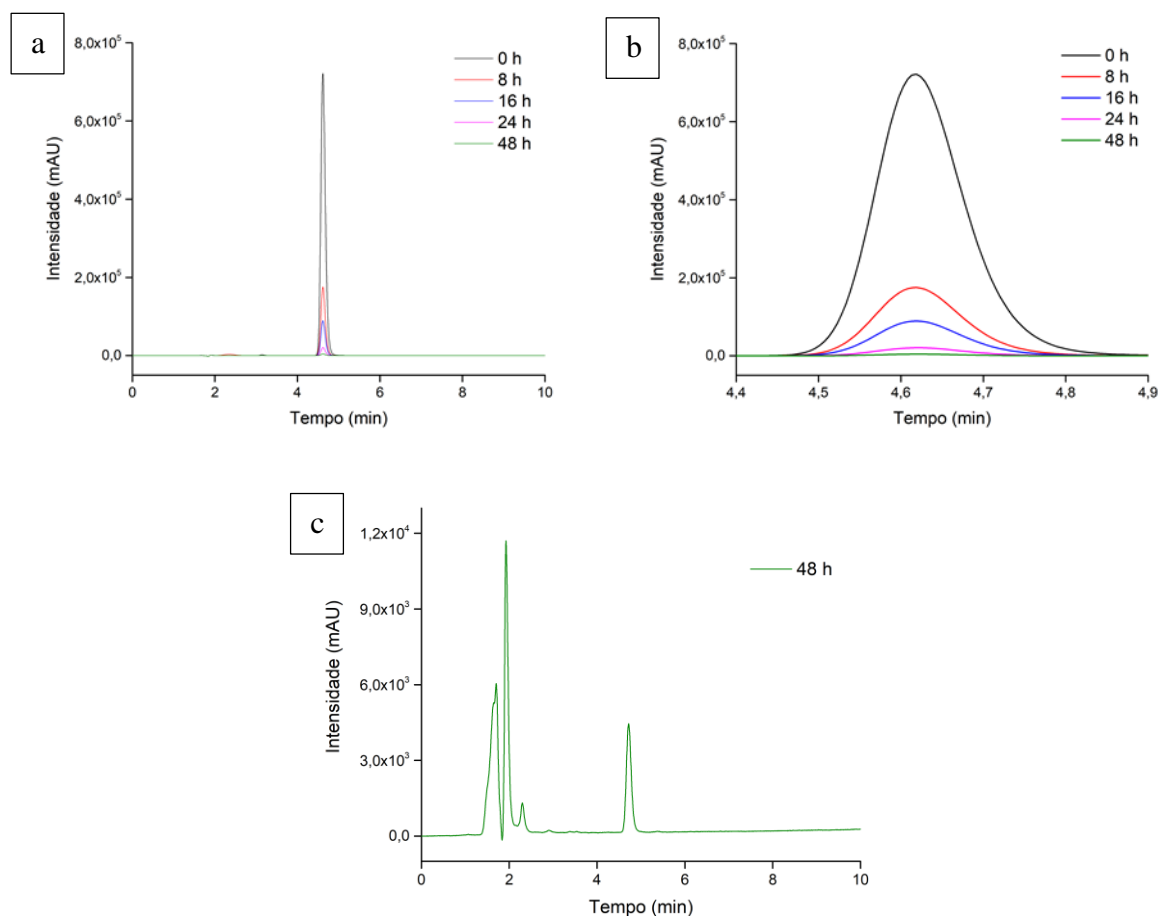 a
8,0x10⁵
6,0x10⁵
4,0x10⁵
2,0x10⁵
0,0
Intensidade (mAU)
0 h
8 h
16 h
24 h
48 h
0 2 4 6 8 10
Tempo (min)
b
8,0x10⁵
6,0x10⁵
4,0x10⁵
2,0x10⁵
0,0
Intensidade (mAU)
0 h
8 h
16 h
24 h
48 h
4,4 4,5 4,6 4,7 4,8 4,9
Tempo (min)
c
1,2x10⁴
9,0x10³
6,0x10³
3,0x10³
0,0
Intensidade (mAU)
48 h
0 2 4 6 8 10
Tempo (min)